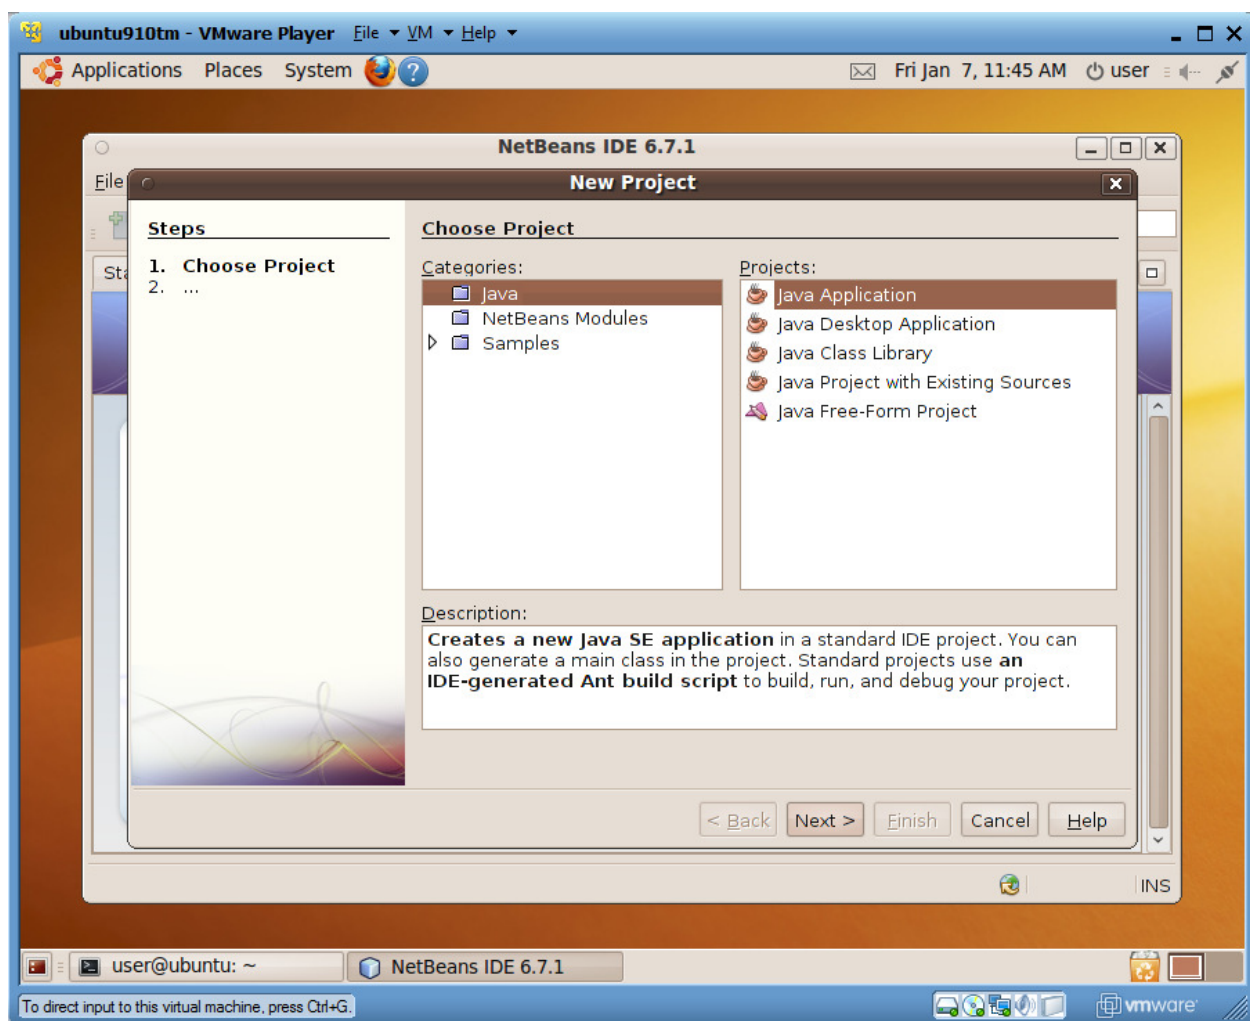 ubuntu910tm - VMware Player File VM Help
Applications Places System ? Fri Jan 7, 11:45 AM user
NetBeans IDE 6.7.1
File
New Project
Steps
1. Choose Project
2. ...
Sta
Choose Project
Categories:
Java
NetBeans Modules
Samples
Projects:
Java Application
Java Desktop Application
Java Class Library
Java Project with Existing Sources
Java Free-Form Project
Description:
Creates a new Java SE application in a standard IDE project. You can
also generate a main class in the project. Standard projects use an
IDE-generated Ant build script to build, run, and debug your project.
< Back Next > Finish Cancel Help
INS
user@ubuntu: ~ NetBeans IDE 6.7.1
To direct input to this virtual machine, press Ctrl+G. vmware